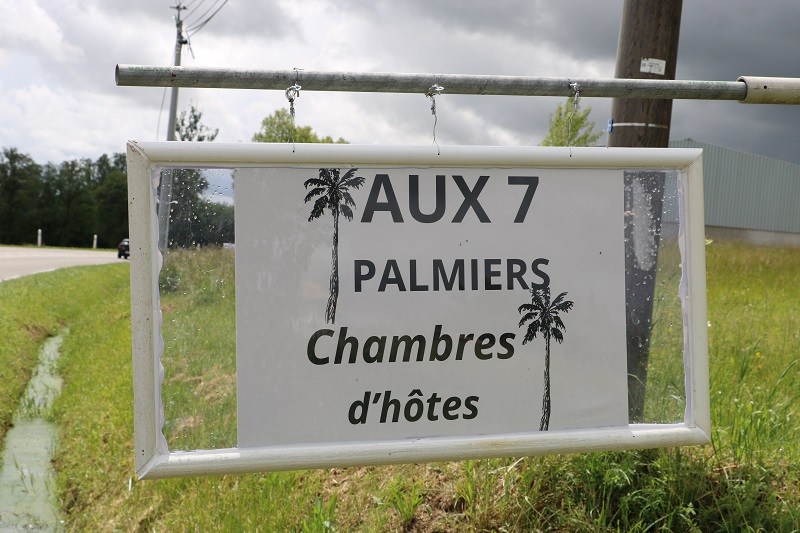 AUX 7
PALMIERS
Chambres
d'hôtes